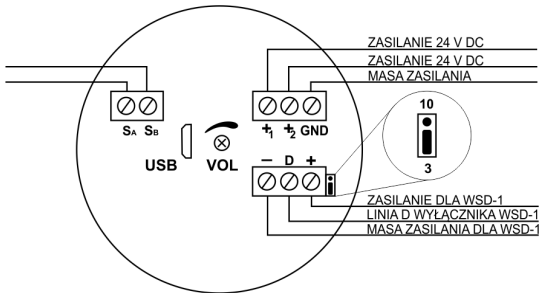 ZASILANIE 24 V DC
ZASILANIE 24 V DC
MASA ZASILANIA
SA SB
+1 +2 GND
10
USB VOL
− D +
3
ZASILANIE DLA WSD-1
LINIA D WYŁĄCZNIKA WSD-1
MASA ZASILANIA DLA WSD-1